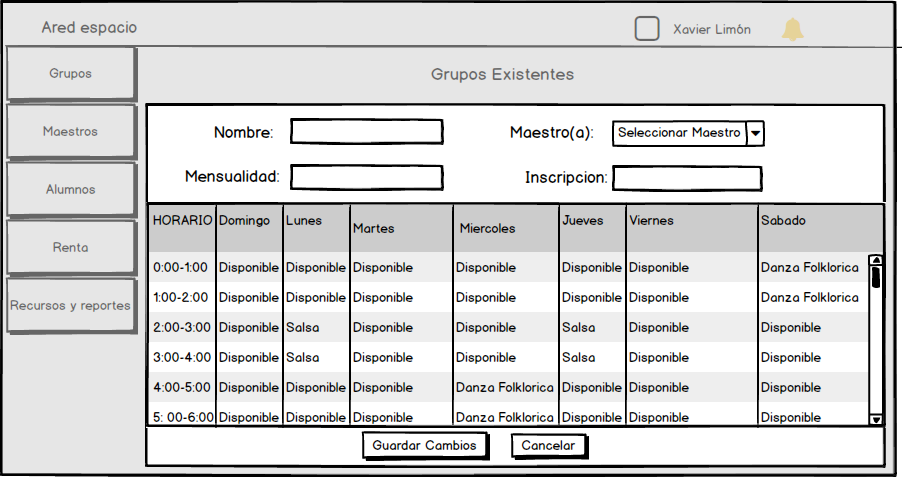 Ared espacio
Xavier Limón
Grupos
Maestros
Alumnos
Renta
Recursos y reportes
Grupos Existentes
Nombre:
Maestro(a): Seleccionar Maestro
Mensualidad:
Inscripcion:
HORARIO Domingo Lunes Martes Miercoles Jueves Viernes Sabado
0:00-1:00 Disponible Disponible Disponible Disponible Disponible Disponible Danza Folklorica
1:00-2:00 Disponible Disponible Disponible Disponible Disponible Disponible Danza Folklorica
2:00-3:00 Disponible Salsa Disponible Disponible Salsa Disponible Disponible
3:00-4:00 Disponible Salsa Disponible Disponible Salsa Disponible Disponible
4:00-5:00 Disponible Disponible Disponible Danza Folklorica Disponible Disponible Disponible
5: 00-6:00 Disponible Disponible Disponible Danza Folklorica Disponible Disponible Disponible
Guardar Cambios
Cancelar